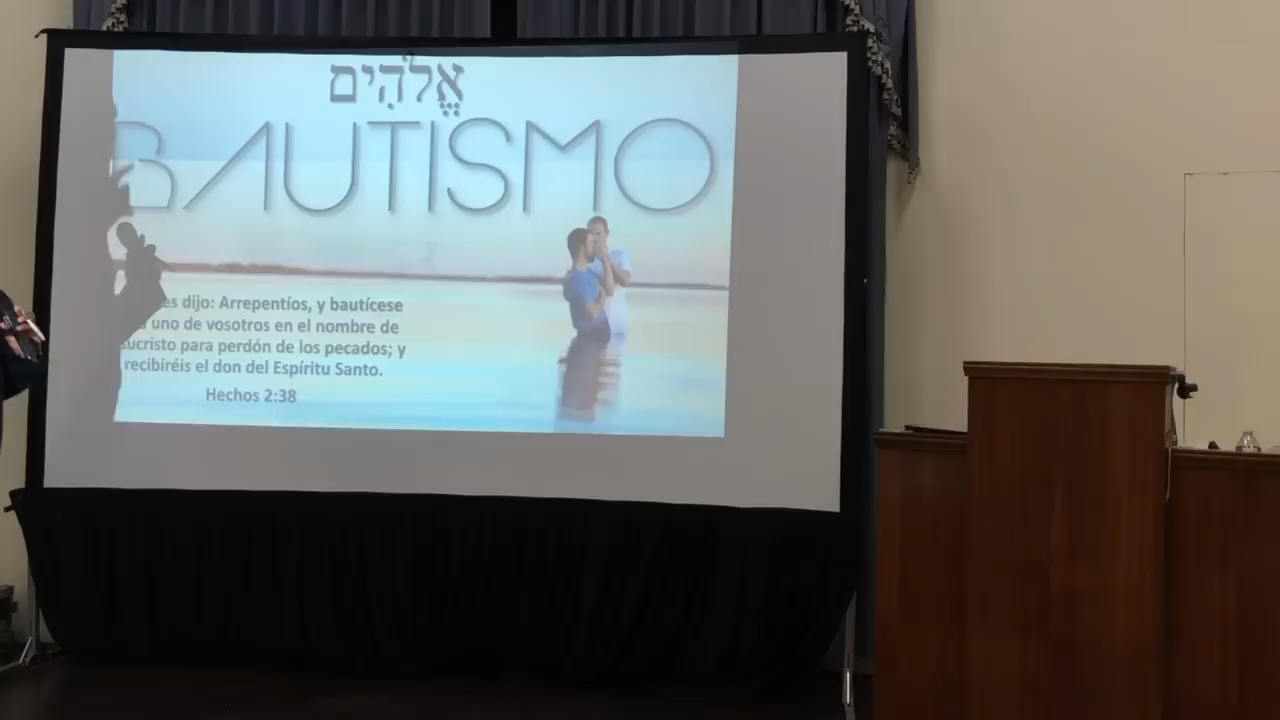 אֱלֹהִים
BAUTISMO
es dijo: Arrepentíos, y bautícese
uno de vosotros en el nombre de
sucristo para perdón de los pecados; y
recibiréis el don del Espíritu Santo.
Hechos 2:38